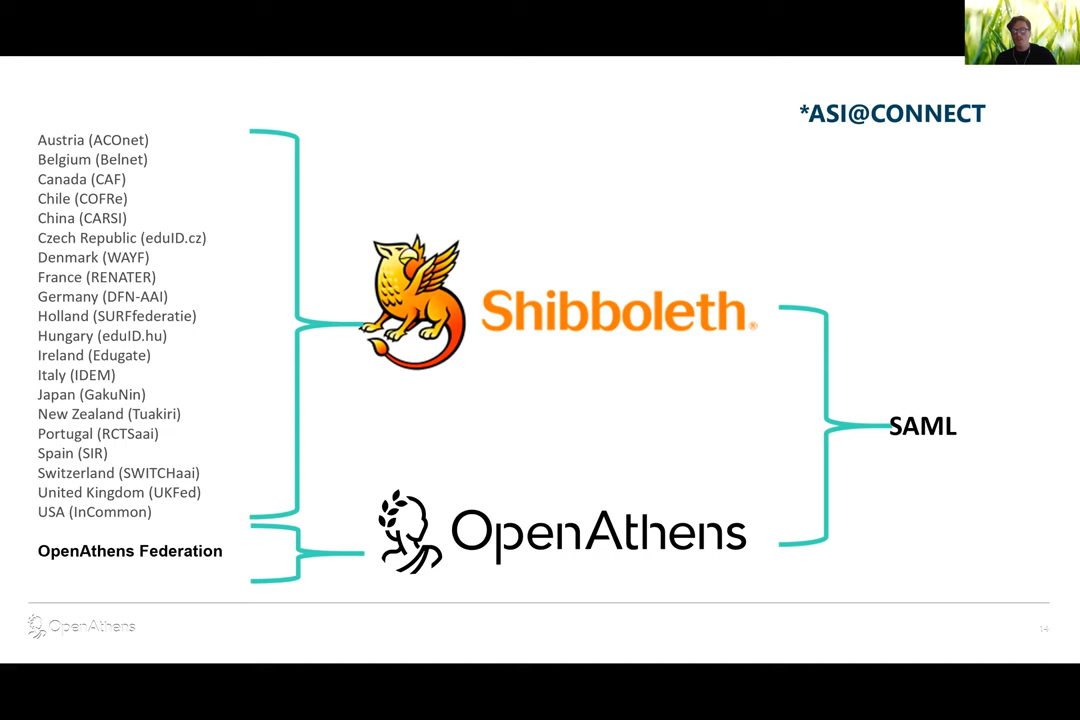 *ASI@CONNECT
Austria (ACOnet)
Belgium (Belnet)
Canada (CAF)
Chile (COFRe)
China (CARSI)
Czech Republic (eduID.cz)
Denmark (WAYF)
France (RENATER)
Germany (DFN-AAI)
Holland (SURFfederatie)
Hungary (eduID.hu)
Ireland (Edugate)
Italy (IDEM)
Japan (GakuNin)
New Zealand (Tuakiri)
Portugal (RCTSaai)
Spain (SIR)
Switzerland (SWITCHaai)
United Kingdom (UKFed)
USA (InCommon)
OpenAthens Federation
Shibboleth®
OpenAthens
SAML
OpenAthens
14